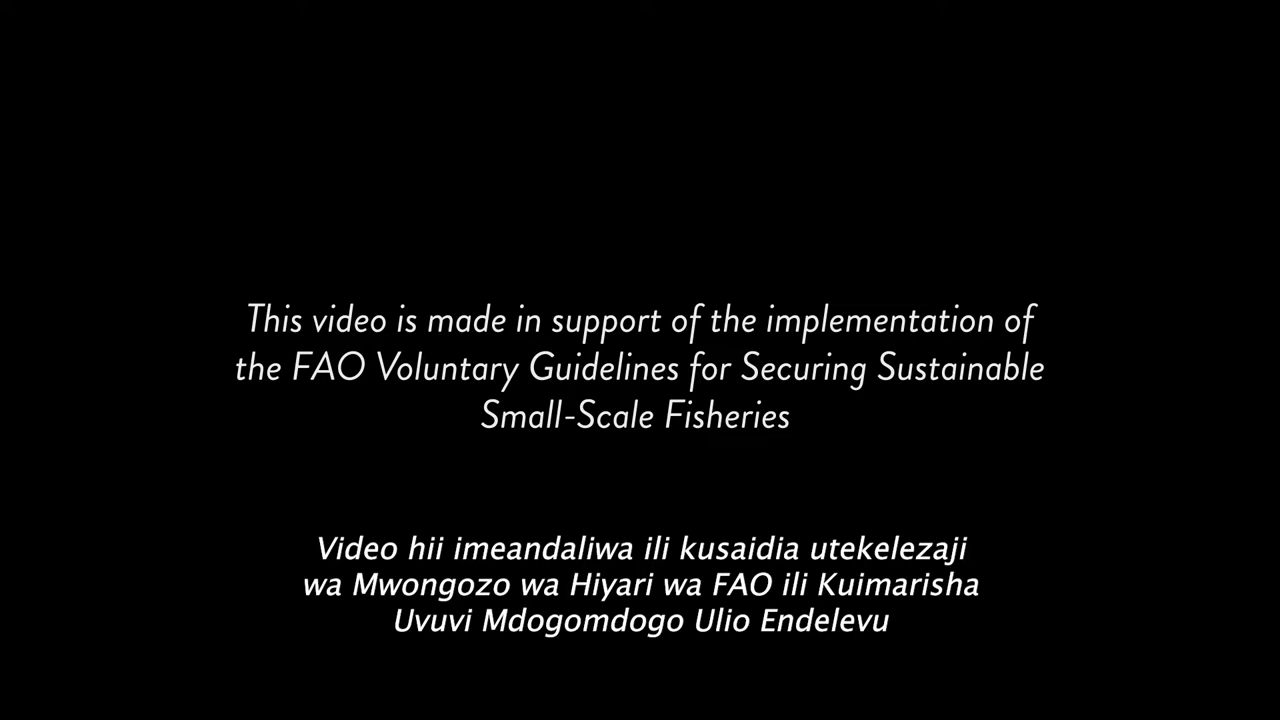 This video is made in support of the implementation of
the FAO Voluntary Guidelines for Securing Sustainable
Small-Scale Fisheries
Video hii imeandaliwa ili kusaidia utekelezaji
wa Mwongozo wa Hiyari wa FAO ili Kuimarisha
Uvuvi Mdogomdogo Ulio Endelevu